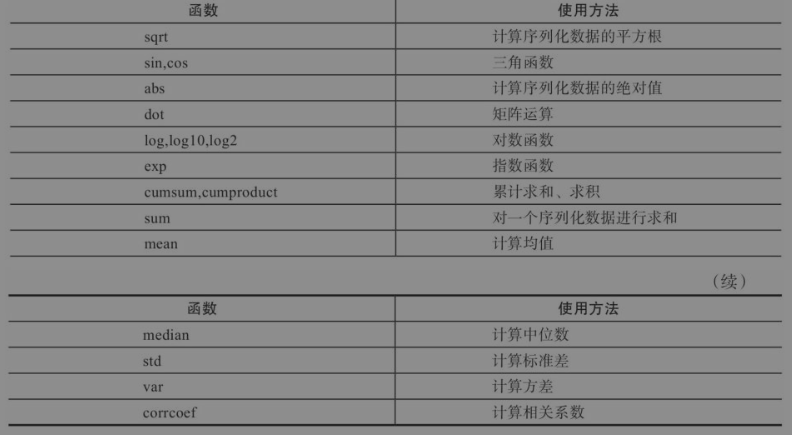 函数 使用方法
sqrt 计算序列化数据的平方根
sin,cos 三角函数
abs 计算序列化数据的绝对值
dot 矩阵运算
log,log10,log2 对数函数
exp 指数函数
cumsum,cumproduct 累计求和、求积
sum 对一个序列化数据进行求和
mean 计算均值
（续）
函数 使用方法
median 计算中位数
std 计算标准差
var 计算方差
corrcoef 计算相关系数